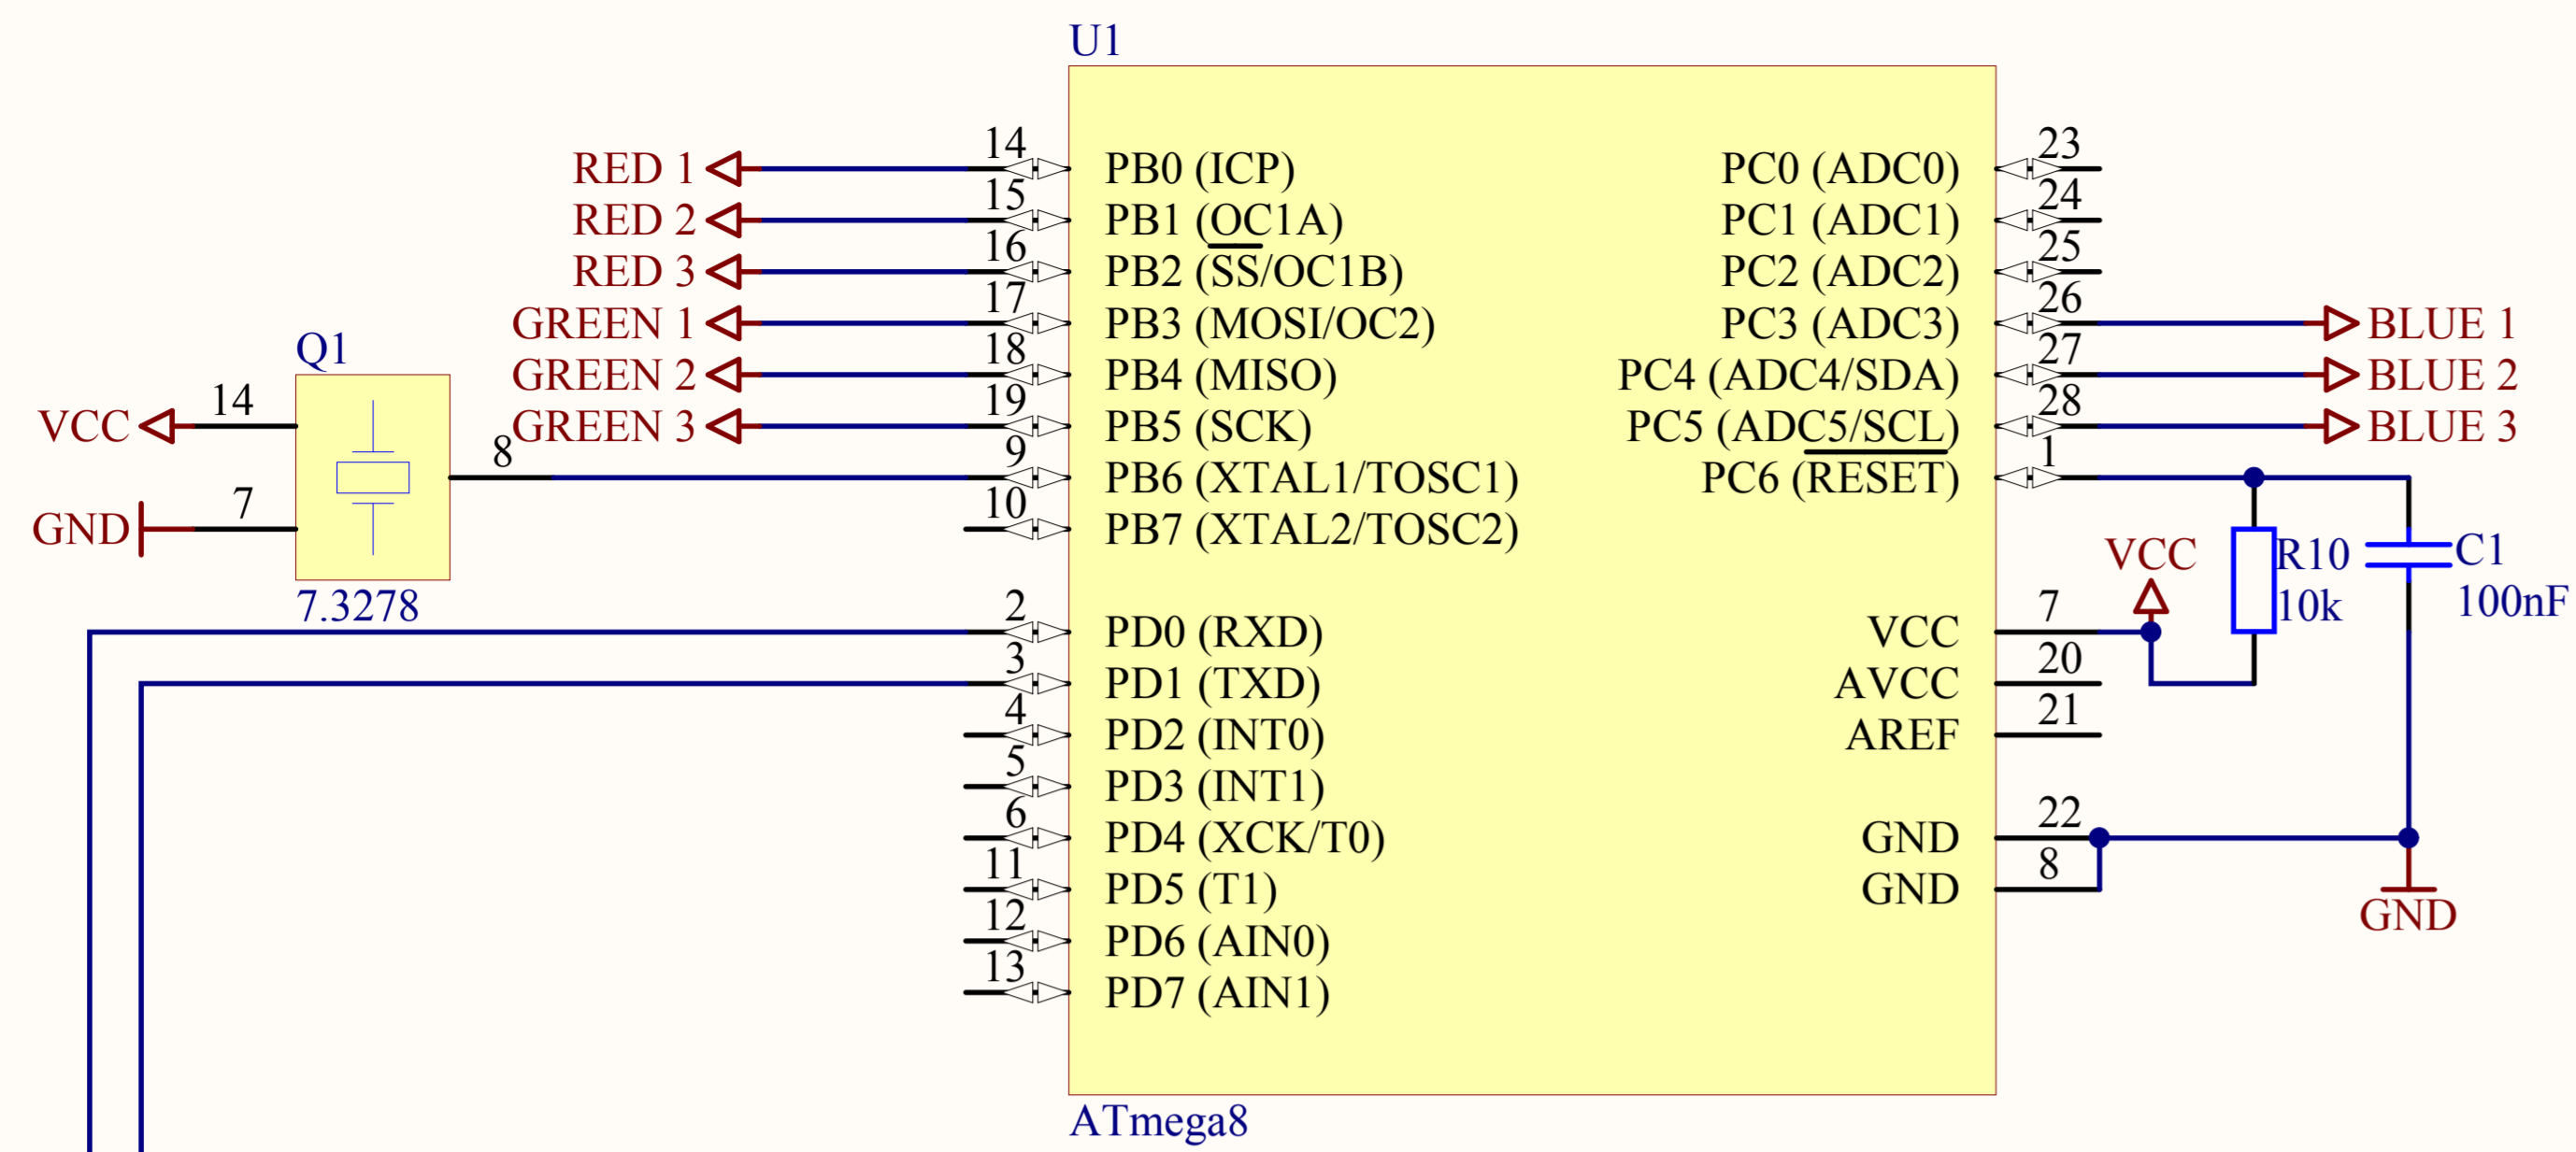 U1
RED 1
RED 2
RED 3
GREEN 1
GREEN 2
GREEN 3
14
15
16
17
18
19
9
10
PB0 (ICP)
PB1 (OC1A)
PB2 (SS/OC1B)
PB3 (MOSI/OC2)
PB4 (MISO)
PB5 (SCK)
PB6 (XTAL1/TOSC1)
PB7 (XTAL2/TOSC2)
Q1
VCC 14
GND 7
8
7.3278
2
3
4
5
6
11
12
13
PD0 (RXD)
PD1 (TXD)
PD2 (INT0)
PD3 (INT1)
PD4 (XCK/T0)
PD5 (T1)
PD6 (AIN0)
PD7 (AIN1)
PC0 (ADC0) 23
PC1 (ADC1) 24
PC2 (ADC2) 25
PC3 (ADC3) 26 BLUE 1
PC4 (ADC4/SDA) 27 BLUE 2
PC5 (ADC5/SCL) 28 BLUE 3
PC6 (RESET) 1
VCC
R10
10k
C1
100nF
VCC 7
AVCC 20
AREF 21
GND 22
GND 8
GND
ATmega8